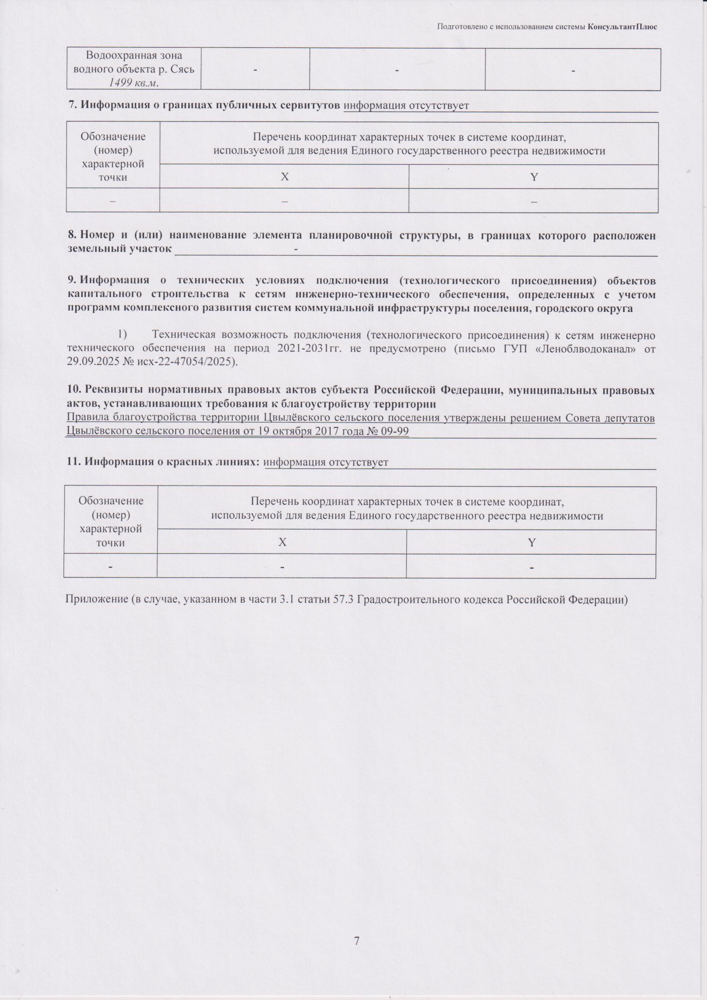 Подготовлено с использованием системы КонсультантПлюс
Водоохранная зона
водного объекта р. Сясь
1499 кв.м.
- - -
7. Информация о границах публичных сервитутов информация отсутствует
Обозначение
(номер)
характерной
точки
Перечень координат характерных точек в системе координат,
используемой для ведения Единого государственного реестра недвижимости
X Y
– – –
8. Номер и (или) наименование элемента планировочной структуры, в границах которого расположен
земельный участок -
9. Информация о технических условиях подключения (технологического присоединения) объектов
капитального строительства к сетям инженерно-технического обеспечения, определенных с учетом
программ комплексного развития систем коммунальной инфраструктуры поселения, городского округа
1) Техническая возможность подключения (технологического присоединения) к сетям инженерно
технического обеспечения на период 2021-2031гг. не предусмотрено (письмо ГУП «Леноблводоканал» от
29.09.2025 № исх-22-47054/2025).
10. Реквизиты нормативных правовых актов субъекта Российской Федерации, муниципальных правовых
актов, устанавливающих требования к благоустройству территории
Правила благоустройства территории Цвылёвского сельского поселения утверждены решением Совета депутатов
Цвылёвского сельского поселения от 19 октября 2017 года № 09-99
11. Информация о красных линиях: информация отсутствует
Обозначение
(номер)
характерной
точки
Перечень координат характерных точек в системе координат,
используемой для ведения Единого государственного реестра недвижимости
X Y
- - -
Приложение (в случае, указанном в части 3.1 статьи 57.3 Градостроительного кодекса Российской Федерации)
7